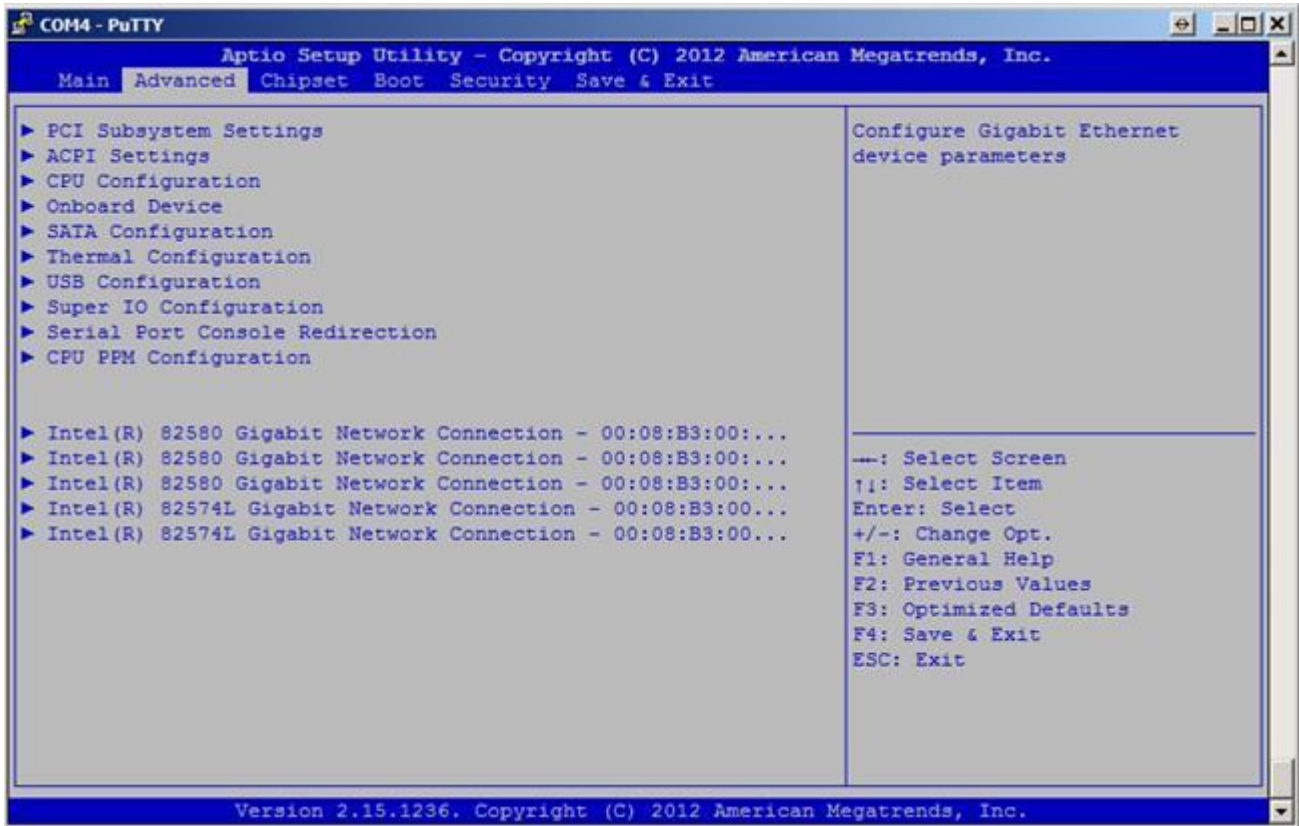 COM4 - PuTTY
Aptio Setup Utility – Copyright (C) 2012 American Megatrends, Inc.
Main Advanced Chipset Boot Security Save & Exit
► PCI Subsystem Settings
► ACPI Settings
► CPU Configuration
► Onboard Device
► SATA Configuration
► Thermal Configuration
► USB Configuration
► Super IO Configuration
► Serial Port Console Redirection
► CPU PPM Configuration
► Intel(R) 82580 Gigabit Network Connection - 00:08:B3:00:...
► Intel(R) 82580 Gigabit Network Connection - 00:08:B3:00:...
► Intel(R) 82580 Gigabit Network Connection - 00:08:B3:00:...
► Intel(R) 82574L Gigabit Network Connection - 00:08:B3:00...
► Intel(R) 82574L Gigabit Network Connection - 00:08:B3:00...
Configure Gigabit Ethernet
device parameters
→←: Select Screen
↑↓: Select Item
Enter: Select
+/-: Change Opt.
F1: General Help
F2: Previous Values
F3: Optimized Defaults
F4: Save & Exit
ESC: Exit
Version 2.15.1236. Copyright (C) 2012 American Megatrends, Inc.